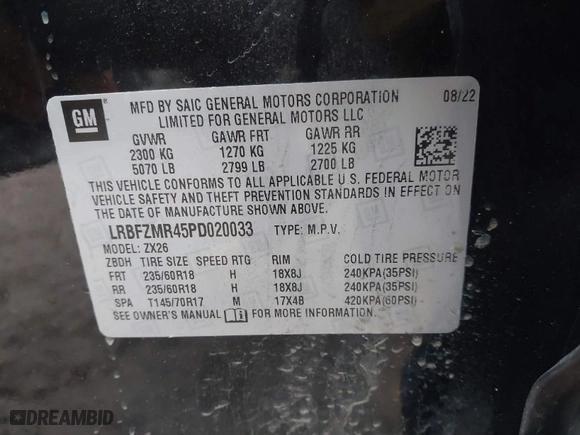 GM
MFD BY SAIC GENERAL MOTORS CORPORATION 08/22
LIMITED FOR GENERAL MOTORS LLC
GVWR GAWR FRT GAWR RR
2300 KG 1270 KG 1225 KG
5070 LB 2799 LB 2700 LB
THIS VEHICLE CONFORMS TO ALL APPLICABLE U.S. FEDERAL MOTOR
VEHICLE SAFETY AND THEFT PREVENTION STANDARDS IN EFFECT ON
THE DATE OF MANUFACTURE SHOWN ABOVE.
LRBFZMR45PD020033 TYPE: M.P.V.
MODEL: ZX26
ZBDH TIRE SIZE SPEED RTG RIM COLD TIRE PRESSURE
FRT 235/60R18 H 18X8J 240KPA(35PSI)
RR 235/60R18 H 18X8J 240KPA(35PSI)
SPA T145/70R17 M 17X4B 420KPA(60PSI)
SEE OWNER'S MANUAL FOR MORE INFORMATION.
DREAMBID